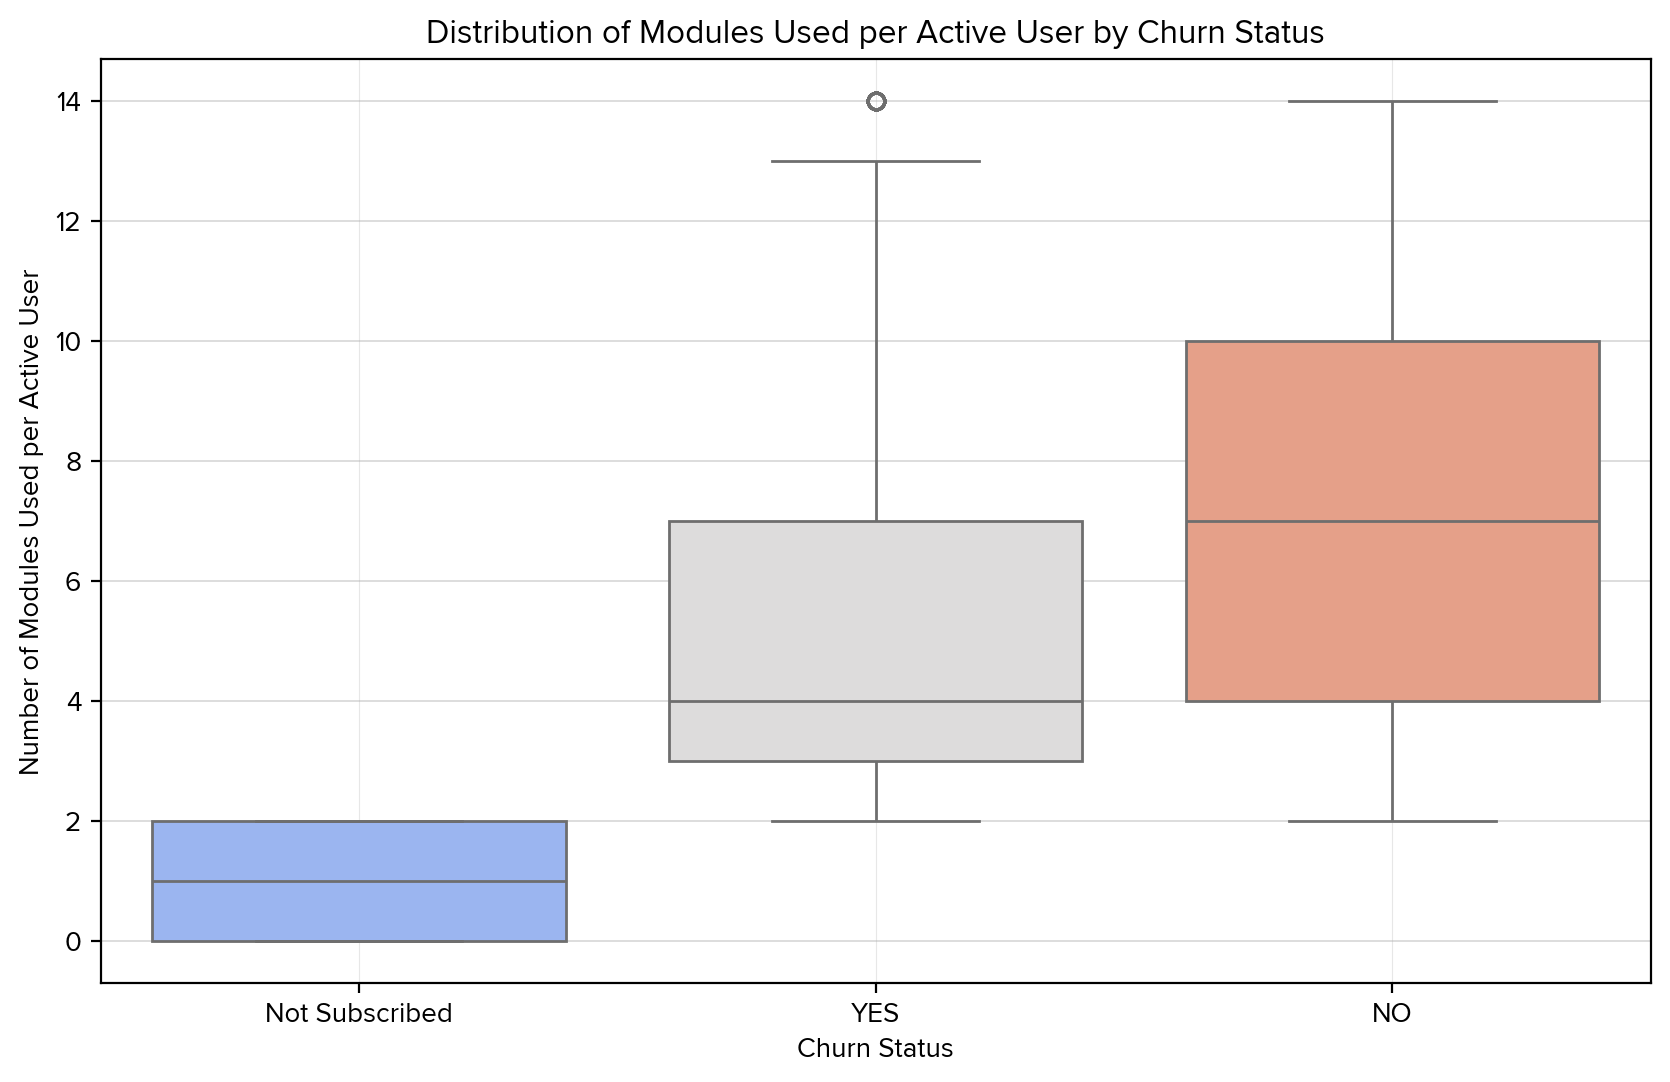 Distribution of Modules Used per Active User by Churn Status
Number of Modules Used per Active User
14
12
10
8
6
4
2
0
Not Subscribed
YES
NO
Churn Status